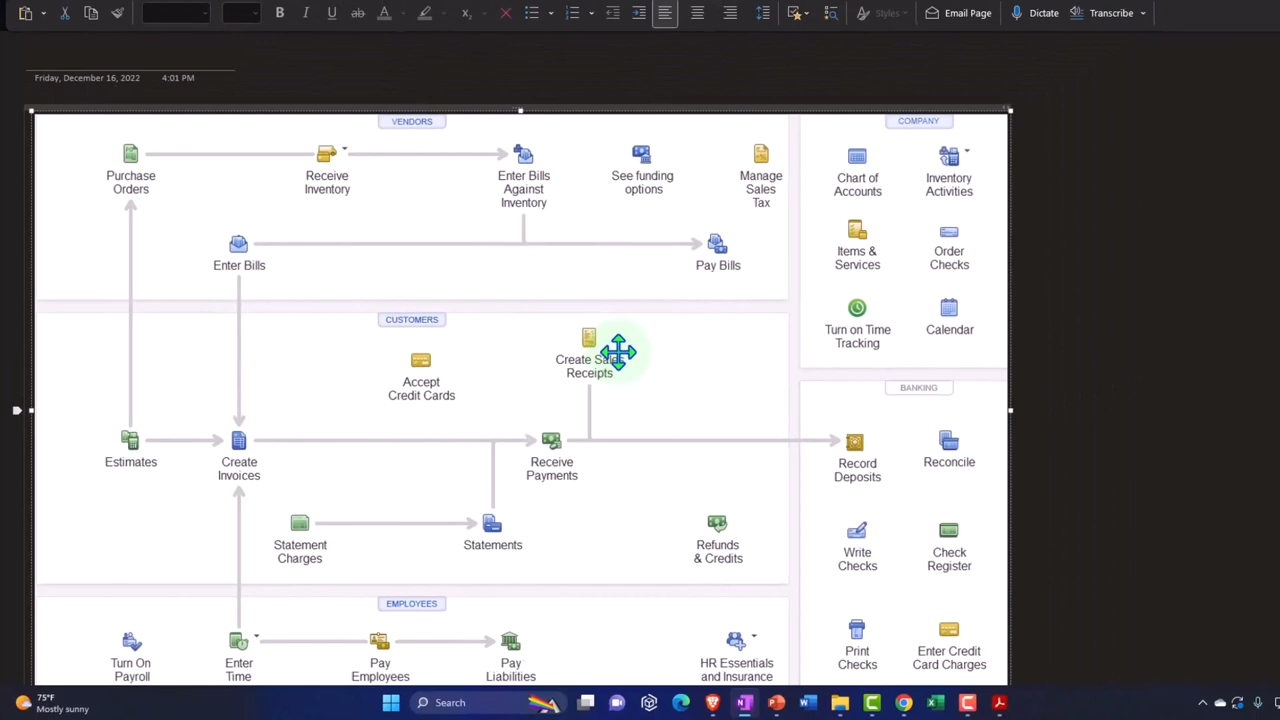 Styles
Email Page
Dictate
Transcribe
Friday, December 16, 2022 4:01 PM
VENDORS
Purchase
Orders
Receive
Inventory
Enter Bills
Against
Inventory
See funding
options
Manage
Sales
Tax
Enter Bills
Pay Bills
CUSTOMERS
Accept
Credit Cards
Create Sales
Receipts
Estimates
Create
Invoices
Receive
Payments
Statement
Charges
Statements
Refunds
& Credits
EMPLOYEES
Turn On
Payroll
Enter
Time
Pay
Employees
Pay
Liabilities
HR Essentials
and Insurance
COMPANY
Chart of
Accounts
Inventory
Activities
Items &
Services
Order
Checks
Turn on Time
Tracking
Calendar
BANKING
Record
Deposits
Reconcile
Write
Checks
Check
Register
Print
Checks
Enter Credit
Card Charges
75°F
Mostly sunny
Search